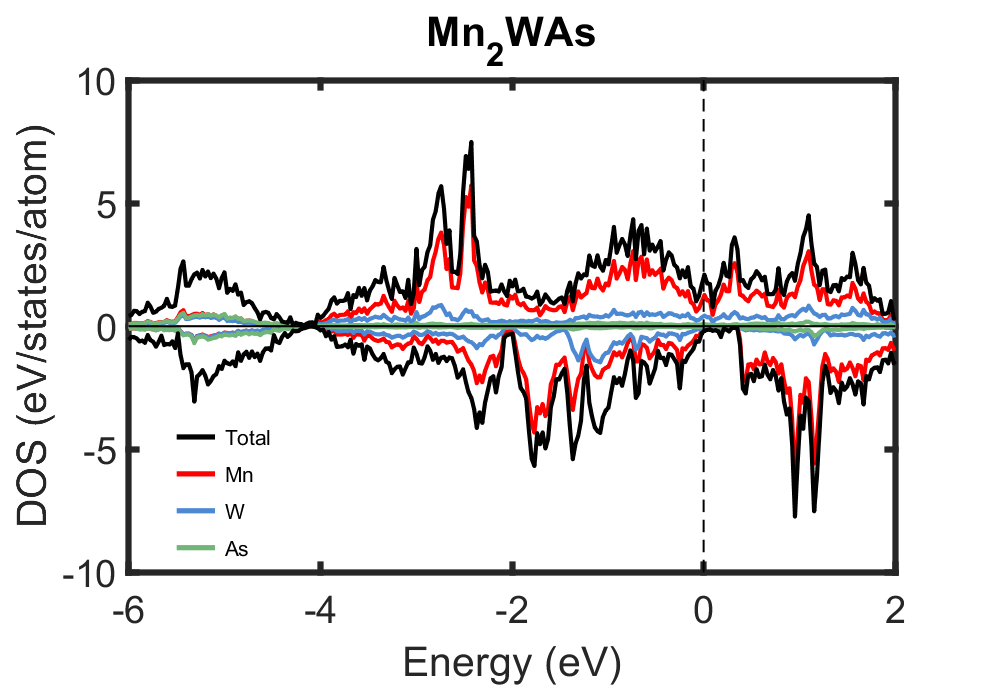 Mn2WAs
10
5
0
-5
-10
DOS (eV/states/atom)
Total
Mn
W
As
-6
-4
-2
0
2
Energy (eV)